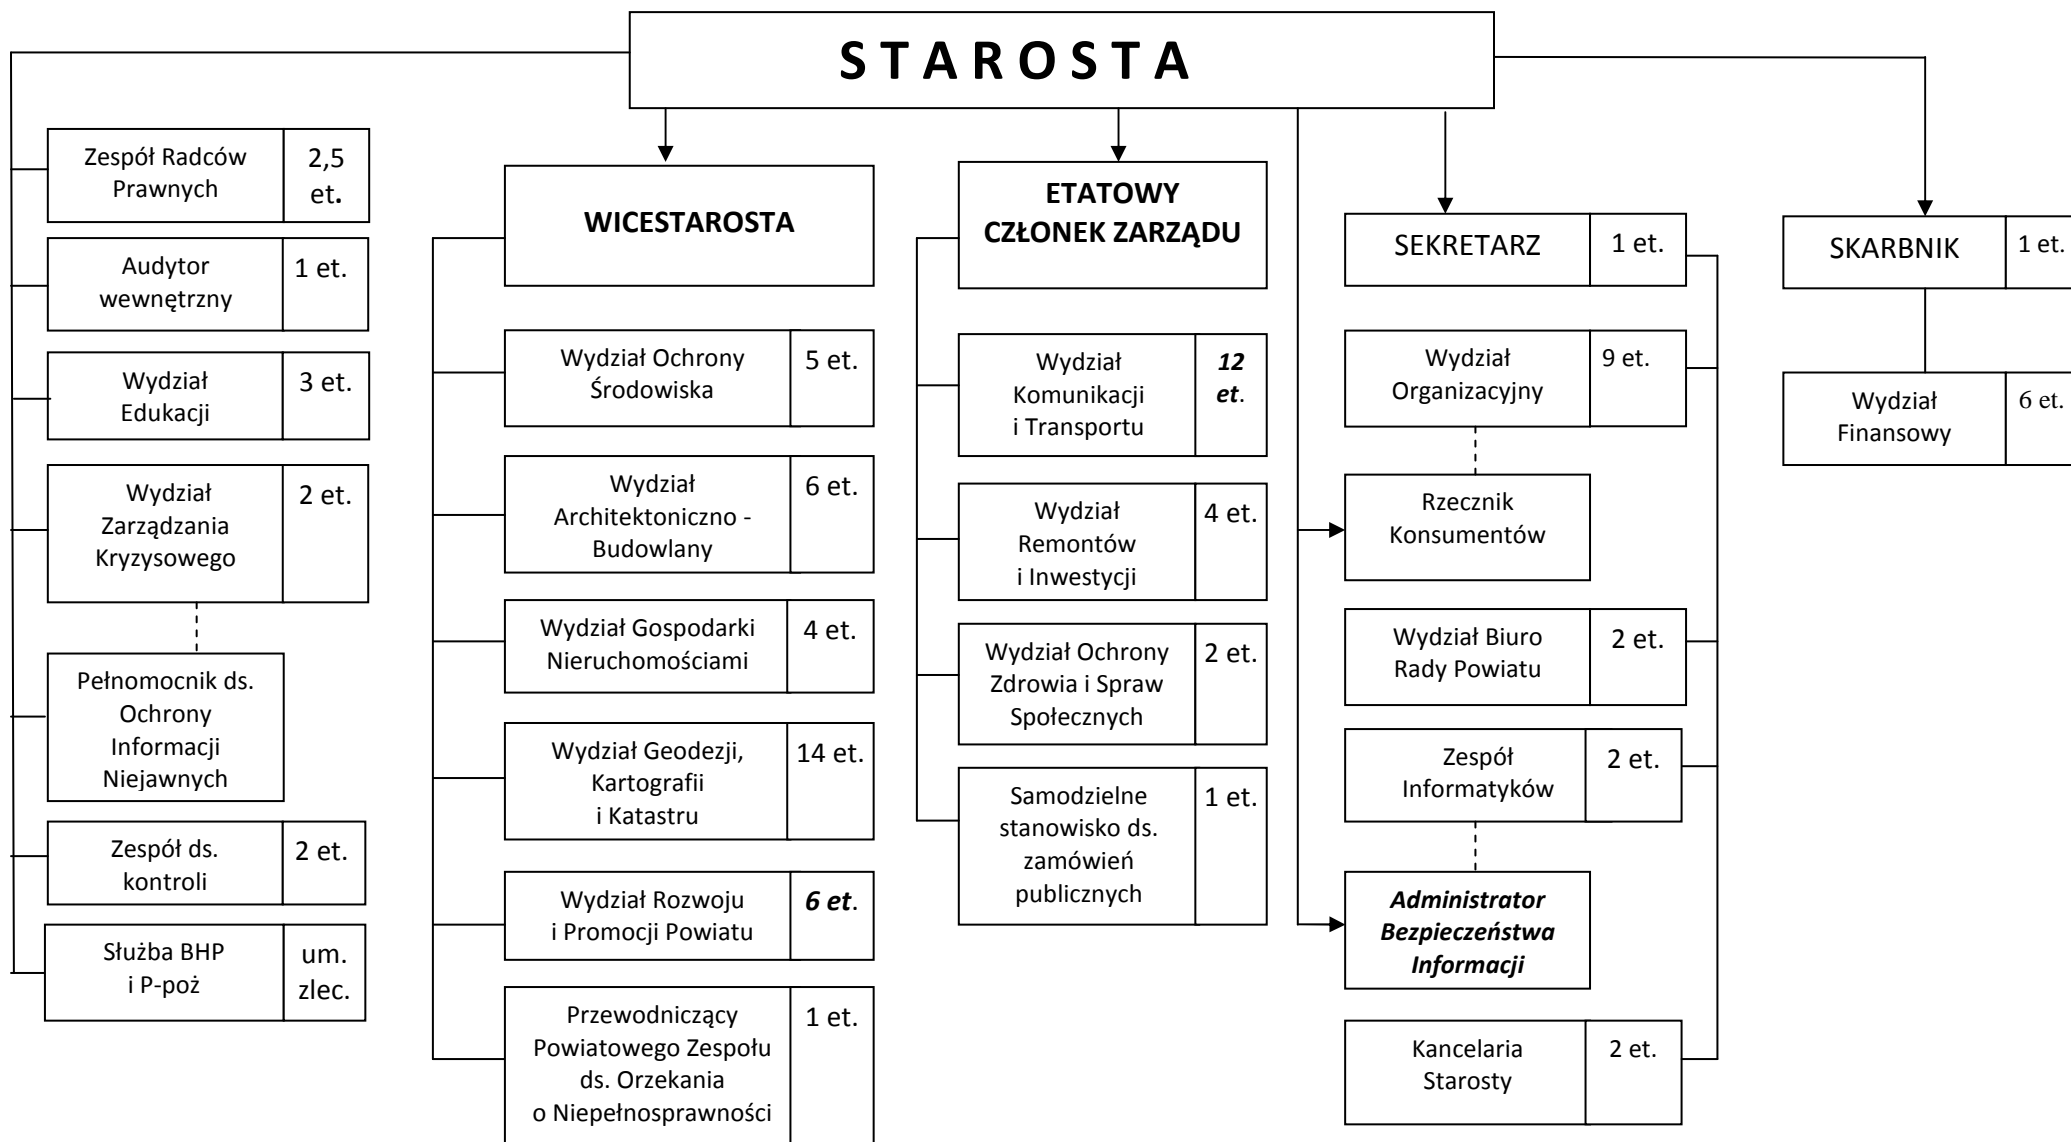 S T A R O S T A
Zespół Radców
Prawnych
2,5
et.
Audytor
wewnętrzny
1 et.
Wydział
Edukacji
3 et.
Wydział
Zarządzania
Kryzysowego
2 et.
Pełnomocnik ds.
Ochrony
Informacji
Niejawnych
Zespół ds.
kontroli
2 et.
Służba BHP
i P-poż
um.
zlec.
WICESTAROSTA
Wydział Ochrony
Środowiska
5 et.
Wydział
Architektoniczno -
Budowlany
6 et.
Wydział Gospodarki
Nieruchomościami
4 et.
Wydział Geodezji,
Kartografii
i Katastru
14 et.
Wydział Rozwoju
i Promocji Powiatu
6 et.
Przewodniczący
Powiatowego Zespołu
ds. Orzekania
o Niepełnosprawności
1 et.
ETATOWY
CZŁONEK ZARZĄDU
Wydział
Komunikacji
i Transportu
12
et.
Wydział
Remontów
i Inwestycji
4 et.
Wydział Ochrony
Zdrowia i Spraw
Społecznych
2 et.
Samodzielne
stanowisko ds.
zamówień
publicznych
1 et.
SEKRETARZ
1 et.
Wydział
Organizacyjny
9 et.
Rzecznik
Konsumentów
Wydział Biuro
Rady Powiatu
2 et.
Zespół
Informatyków
2 et.
Administrator
Bezpieczeństwa
Informacji
Kancelaria
Starosty
2 et.
SKARBNIK
1 et.
Wydział
Finansowy
6 et.